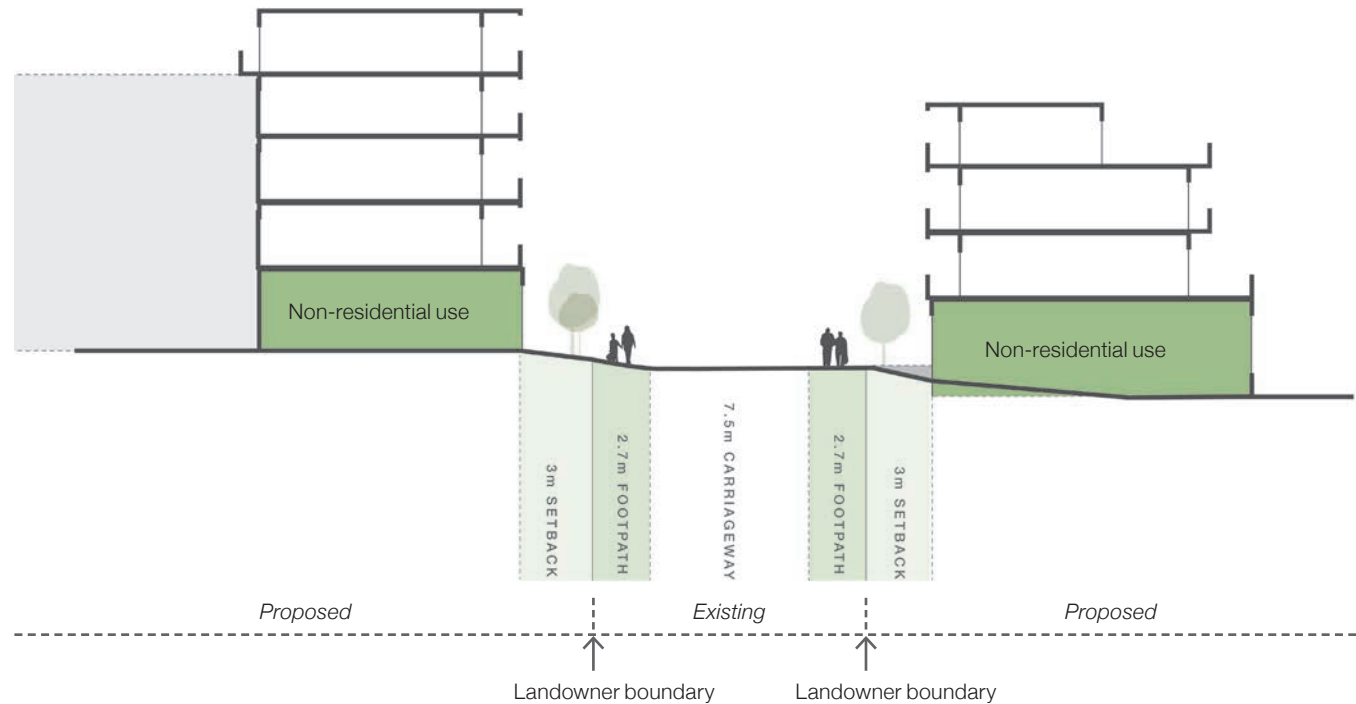 Non-residential use
Non-residential use
3m SETBACK
2.7m FOOTPATH
7.5m CARRIAGEWAY
2.7m FOOTPATH
3m SETBACK
Proposed
Existing
Proposed
Landowner boundary
Landowner boundary